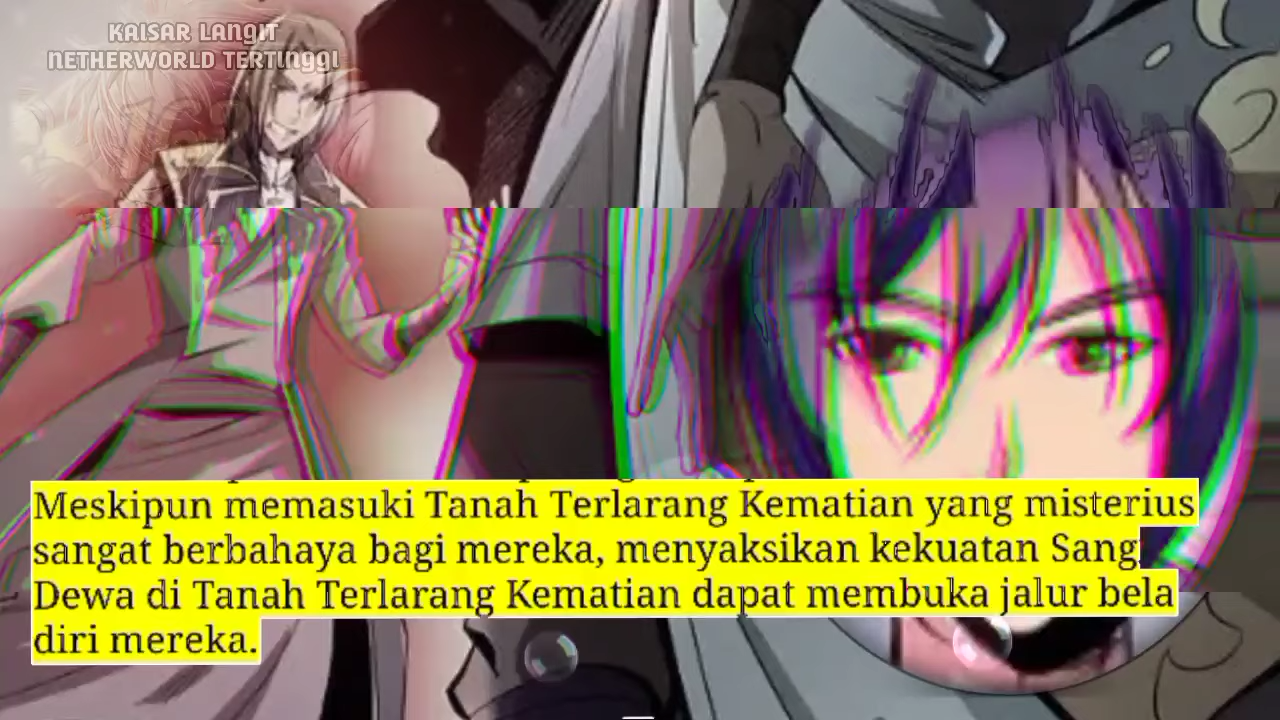 KAISAR LANGIT
NETHERWORLD TERTINGGI
Meskipun memasuki Tanah Terlarang Kematian yang misterius
sangat berbahaya bagi mereka, menyaksikan kekuatan Sang
Dewa di Tanah Terlarang Kematian dapat membuka jalur bela
diri mereka.